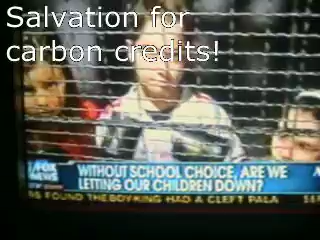 Salvation for
carbon credits!
FOX
NEWS
WITHOUT SCHOOL CHOICE, ARE WE
LETTING OUR CHILDREN DOWN?
FOUND THE BOY KING HAD A CLEFT PALA